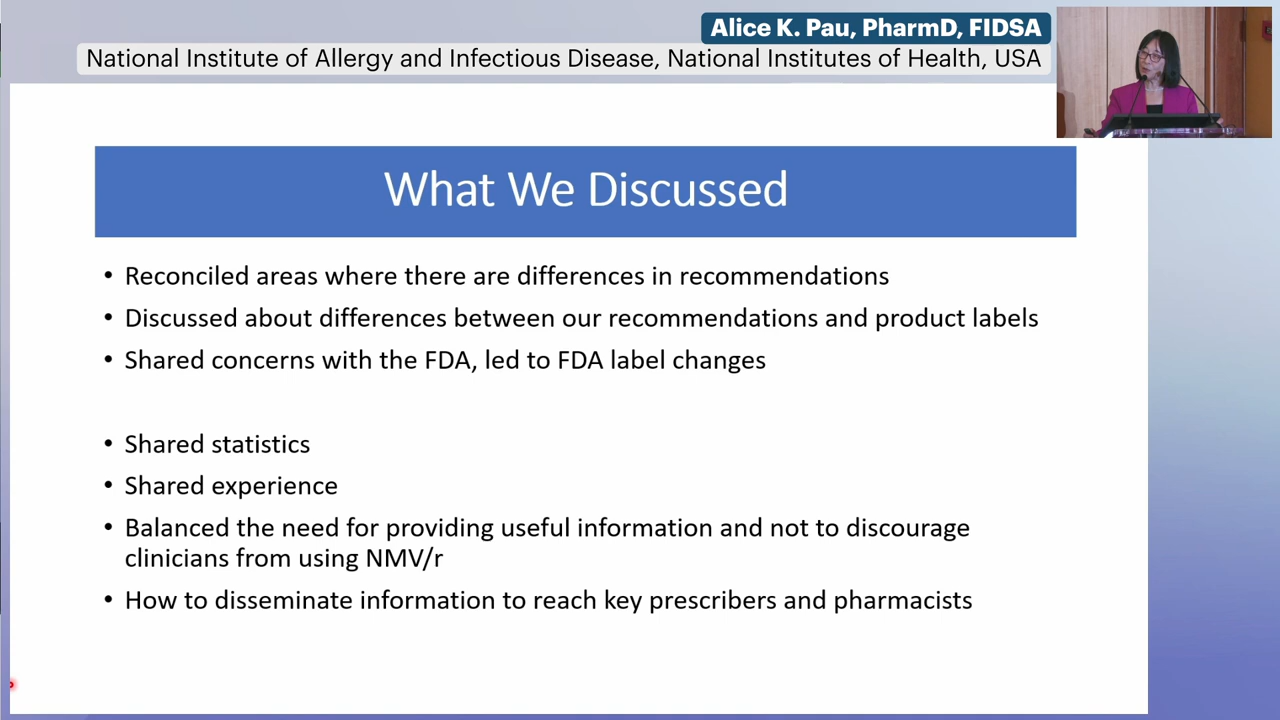 Alice K. Pau, PharmD, FIDSA
National Institute of Allergy and Infectious Disease, National Institutes of Health, USA
What We Discussed
• Reconciled areas where there are differences in recommendations
• Discussed about differences between our recommendations and product labels
• Shared concerns with the FDA, led to FDA label changes
• Shared statistics
• Shared experience
• Balanced the need for providing useful information and not to discourage
clinicians from using NMV/r
• How to disseminate information to reach key prescribers and pharmacists